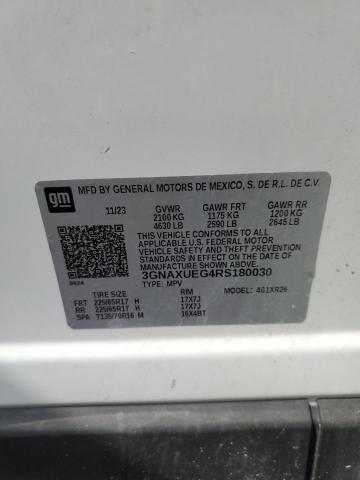 gm
MFD BY GENERAL MOTORS DE MEXICO, S. DE R.L. DE C.V.
11/23 GVWR GAWR FRT GAWR RR
2100 KG 1175 KG 1200 KG
4630 LB 2590 LB 2645 LB
THIS VEHICLE CONFORMS TO ALL
APPLICABLE U.S. FEDERAL MOTOR
VEHICLE SAFETY, BUMPER, AND
THEFT PREVENTION STANDARDS IN
EFFECT ON THE DATE OF
MANUFACTURE SHOWN ABOVE.
3GNAXUEG4RS180030
TYPE: MPV MODEL: 4G1XR26
TIRE SIZE RIM
FRT 225/65R17 H 17X7J
RR 225/65R17 H 17X7J
SPA T135/70R16 M 16X4BT